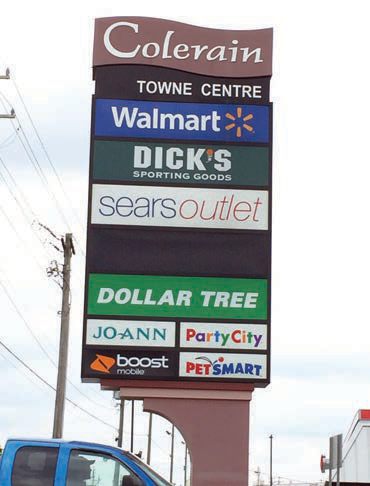 Colerain
TOWNE CENTRE
Walmart
DICK'S
SPORTING GOODS
searsoutlet
DOLLAR TREE
JO-ANN
PartyCity
boost
mobile
PETSMART